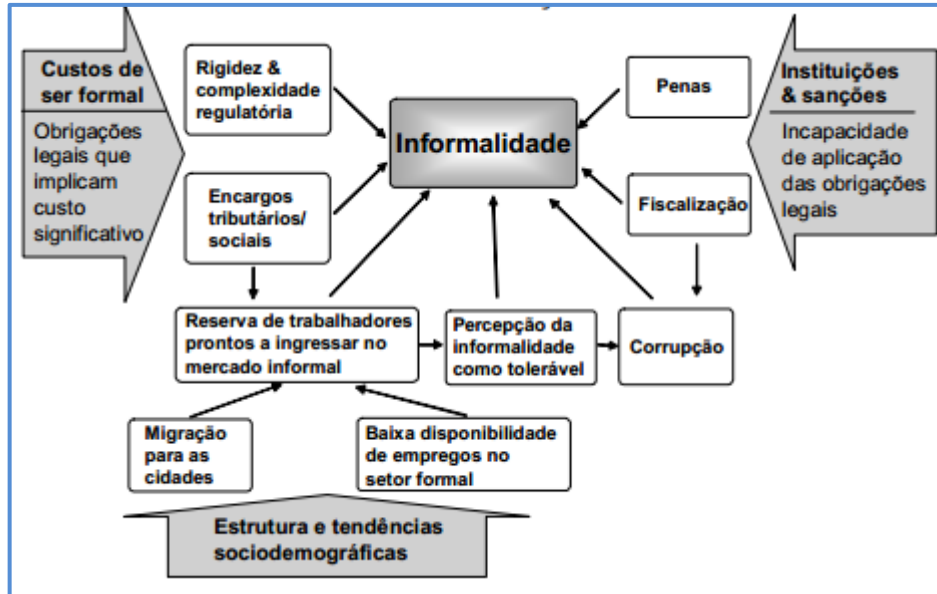 Custos de
ser formal
Obrigações
legais que
implicam
custo
significativo
Rigidez &
complexidade
regulatória
Encargos
tributários/
sociais
Informalidade
Penas
Fiscalização
Instituições
& sanções
Incapacidade
de aplicação
das obrigações
legais
Reserva de trabalhadores
prontos a ingressar no
mercado informal
Percepção da
informalidade
como tolerável
Corrupção
Migração
para as
cidades
Baixa disponibilidade
de empregos no
setor formal
Estrutura e tendências
sociodemográficas